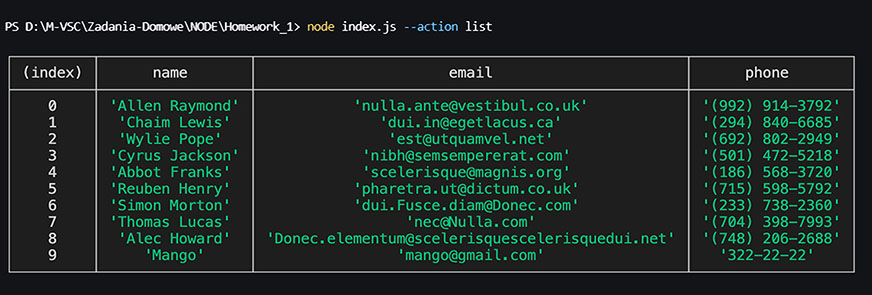 PS D:\M-VSC\Zadania-Domowe\NODE\Homework_1> node index.js --action list
(index) name email phone
0 'Allen Raymond' 'nulla.ante@vestibul.co.uk' '(992) 914-3792'
1 'Chaim Lewis' 'dui.in@egetlacus.ca' '(294) 840-6685'
2 'Wylie Pope' 'est@utquamvel.net' '(692) 802-2949'
3 'Cyrus Jackson' 'nibh@semsempererat.com' '(501) 472-5218'
4 'Abbot Franks' 'scelerisque@magnis.org' '(186) 568-3720'
5 'Reuben Henry' 'pharetra.ut@dictum.co.uk' '(715) 598-5792'
6 'Simon Morton' 'dui.Fusce.diam@Donec.com' '(233) 738-2360'
7 'Thomas Lucas' 'nec@Nulla.com' '(704) 398-7993'
8 'Alec Howard' 'Donec.elementum@scelerisquescelerisquedui.net' '(748) 206-2688'
9 'Mango' 'mango@gmail.com' '322-22-22'